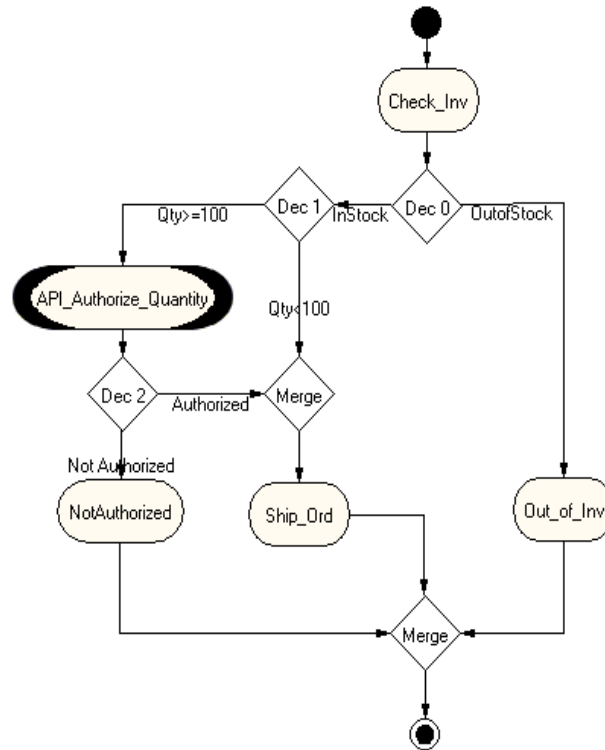 Check_Inv
Dec 1
Dec 0
Qty>=100
InStock
OutofStock
API_Authorize_Quantity
Qty<100
Dec 2
Merge
Authorized
Not Authorized
NotAuthorized
Ship_Ord
Out_of_Inv
Merge